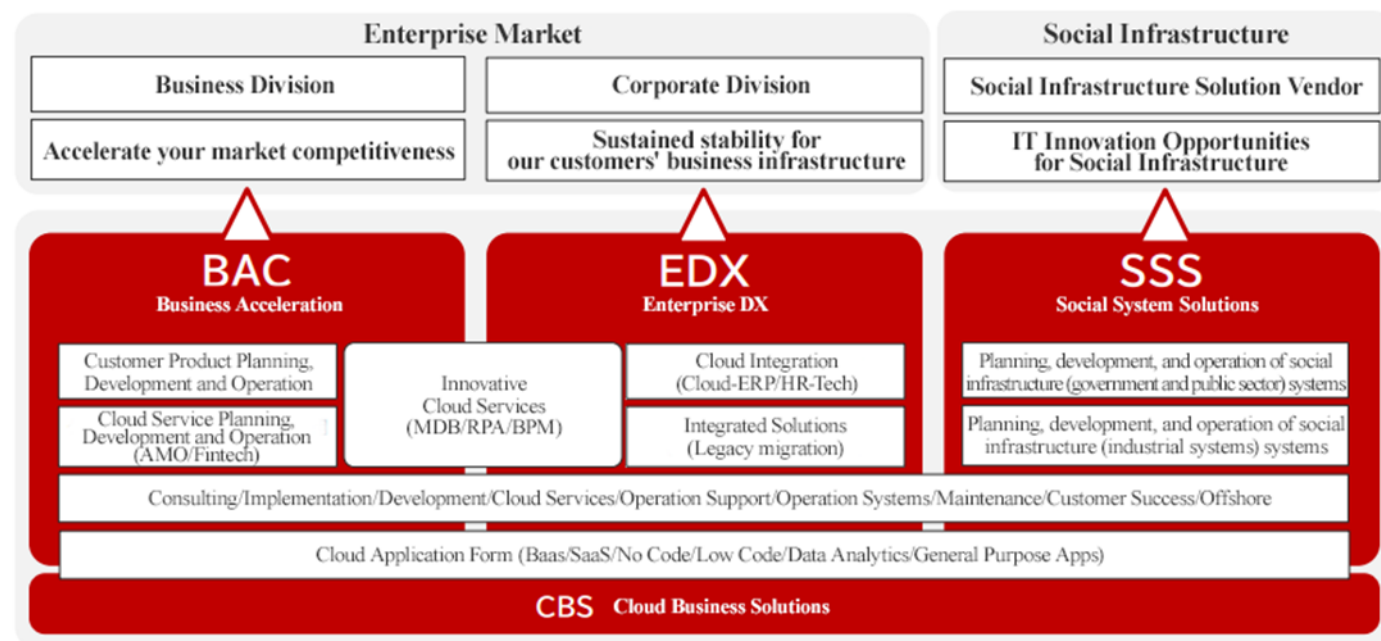 Enterprise Market
Social Infrastructure
Business Division
Corporate Division
Social Infrastructure Solution Vendor
Accelerate your market competitiveness
Sustained stability for
our customers' business infrastructure
IT Innovation Opportunities
for Social Infrastructure
BAC
Business Acceleration
EDX
Enterprise DX
SSS
Social System Solutions
Customer Product Planning,
Development and Operation
Cloud Service Planning,
Development and Operation
(AMO/Fintech)
Innovative
Cloud Services
(MDB/RPA/BPM)
Cloud Integration
(Cloud-ERP/HR-Tech)
Integrated Solutions
(Legacy migration)
Planning, development, and operation of social
infrastructure (government and public sector) systems
Planning, development, and operation of social
infrastructure (industrial systems) systems
Consulting/Implementation/Development/Cloud Services/Operation Support/Operation Systems/Maintenance/Customer Success/Offshore
Cloud Application Form (Baas/SaaS/No Code/Low Code/Data Analytics/General Purpose Apps)
CBS Cloud Business Solutions